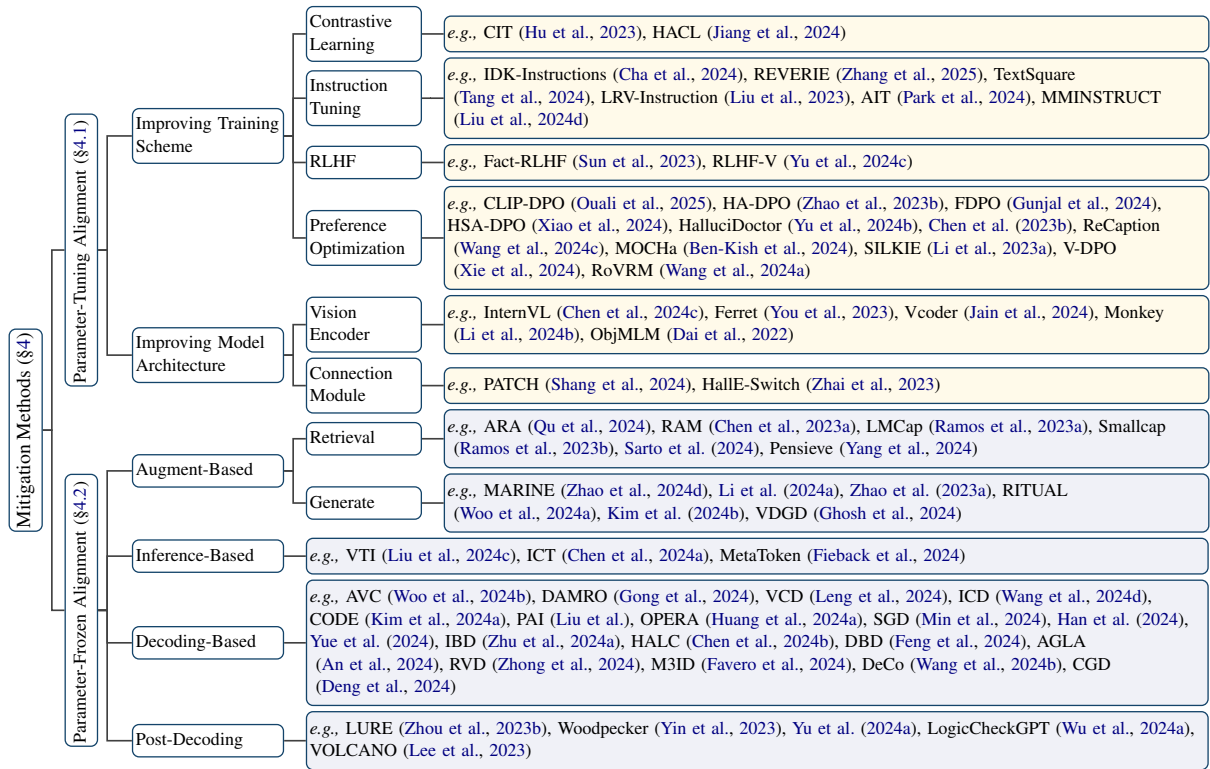 Mitigation Methods (§4)
Parameter-Tuning Alignment (§4.1)
Improving Training
Scheme
Contrastive
Learning
e.g., CIT (Hu et al., 2023), HACL (Jiang et al., 2024)
Instruction
Tuning
e.g., IDK-Instructions (Cha et al., 2024), REVERIE (Zhang et al., 2025), TextSquare
(Tang et al., 2024), LRV-Instruction (Liu et al., 2023), AIT (Park et al., 2024), MMINSTRUCT
(Liu et al., 2024d)
RLHF
e.g., Fact-RLHF (Sun et al., 2023), RLHF-V (Yu et al., 2024c)
Preference
Optimization
e.g., CLIP-DPO (Ouali et al., 2025), HA-DPO (Zhao et al., 2023b), FDPO (Gunjal et al., 2024),
HSA-DPO (Xiao et al., 2024), HalluciDoctor (Yu et al., 2024b), Chen et al. (2023b), ReCaption
(Wang et al., 2024c), MOCHa (Ben-Kish et al., 2024), SILKIE (Li et al., 2023a), V-DPO
(Xie et al., 2024), RoVRM (Wang et al., 2024a)
Improving Model
Architecture
Vision
Encoder
e.g., InternVL (Chen et al., 2024c), Ferret (You et al., 2023), Vcoder (Jain et al., 2024), Monkey
(Li et al., 2024b), ObjMLM (Dai et al., 2022)
Connection
Module
e.g., PATCH (Shang et al., 2024), HallE-Switch (Zhai et al., 2023)
Parameter-Frozen Alignment (§4.2)
Augment-Based
Retrieval
e.g., ARA (Qu et al., 2024), RAM (Chen et al., 2023a), LMCap (Ramos et al., 2023a), Smallcap
(Ramos et al., 2023b), Sarto et al. (2024), Pensieve (Yang et al., 2024)
Generate
e.g., MARINE (Zhao et al., 2024d), Li et al. (2024a), Zhao et al. (2023a), RITUAL
(Woo et al., 2024a), Kim et al. (2024b), VDGD (Ghosh et al., 2024)
Inference-Based
e.g., VTI (Liu et al., 2024c), ICT (Chen et al., 2024a), MetaToken (Fieback et al., 2024)
Decoding-Based
e.g., AVC (Woo et al., 2024b), DAMRO (Gong et al., 2024), VCD (Leng et al., 2024), ICD (Wang et al., 2024d),
CODE (Kim et al., 2024a), PAI (Liu et al.), OPERA (Huang et al., 2024a), SGD (Min et al., 2024), Han et al. (2024),
Yue et al. (2024), IBD (Zhu et al., 2024a), HALC (Chen et al., 2024b), DBD (Feng et al., 2024), AGLA
(An et al., 2024), RVD (Zhong et al., 2024), M3ID (Favero et al., 2024), DeCo (Wang et al., 2024b), CGD
(Deng et al., 2024)
Post-Decoding
e.g., LURE (Zhou et al., 2023b), Woodpecker (Yin et al., 2023), Yu et al. (2024a), LogicCheckGPT (Wu et al., 2024a),
VOLCANO (Lee et al., 2023)